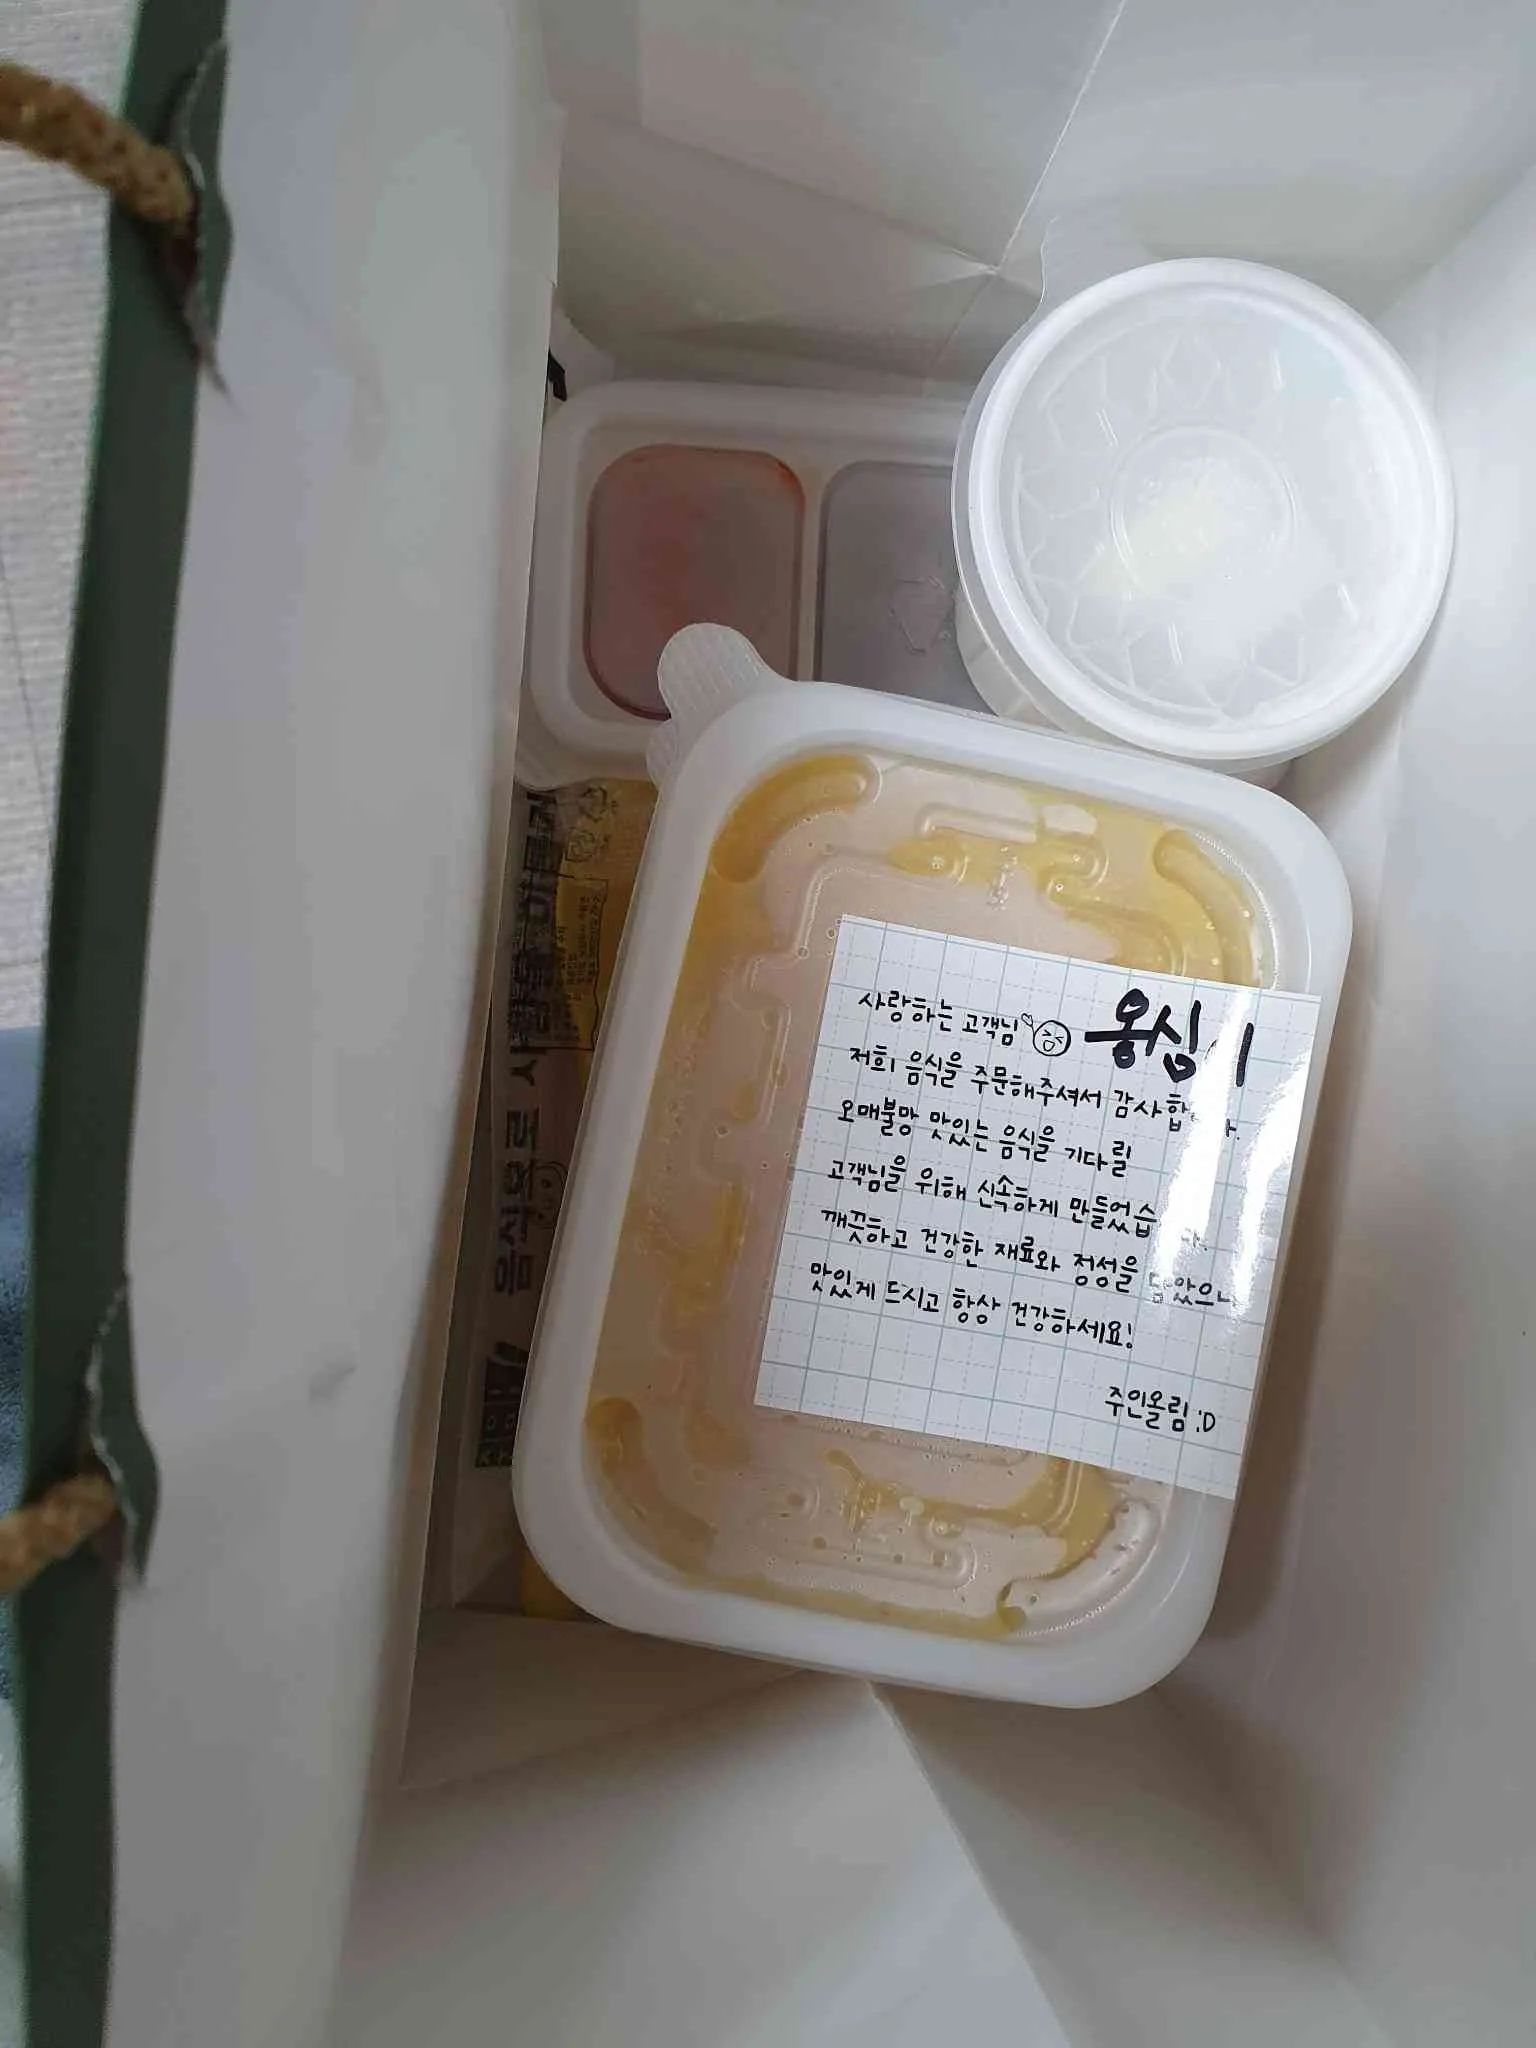 사랑하는 고객님 옹심이
저희 음식을 주문해주셔서 감사합
오매불망 맛있는 음식을 기다릴
고객님을 위해 신속하게 만들었습
깨끗하고 건강한 재료와 정성을 담았으니
맛있게 드시고 항상 건강하세요!
주인올림 :D
음식물로